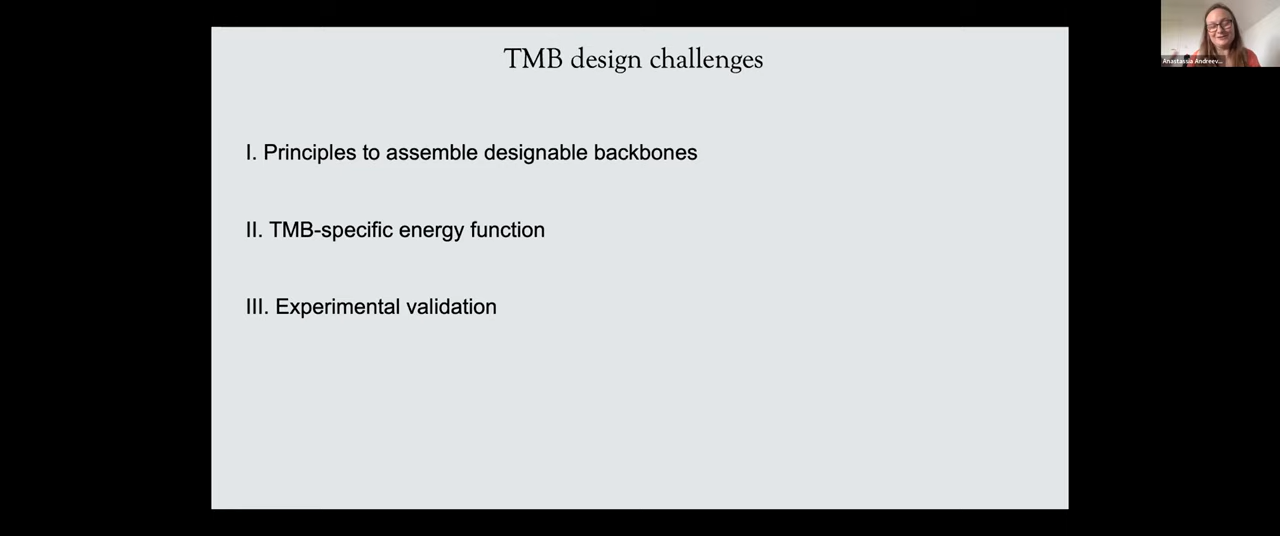 TMB design challenges
I. Principles to assemble designable backbones
II. TMB-specific energy function
III. Experimental validation
Anastassia Andreev...